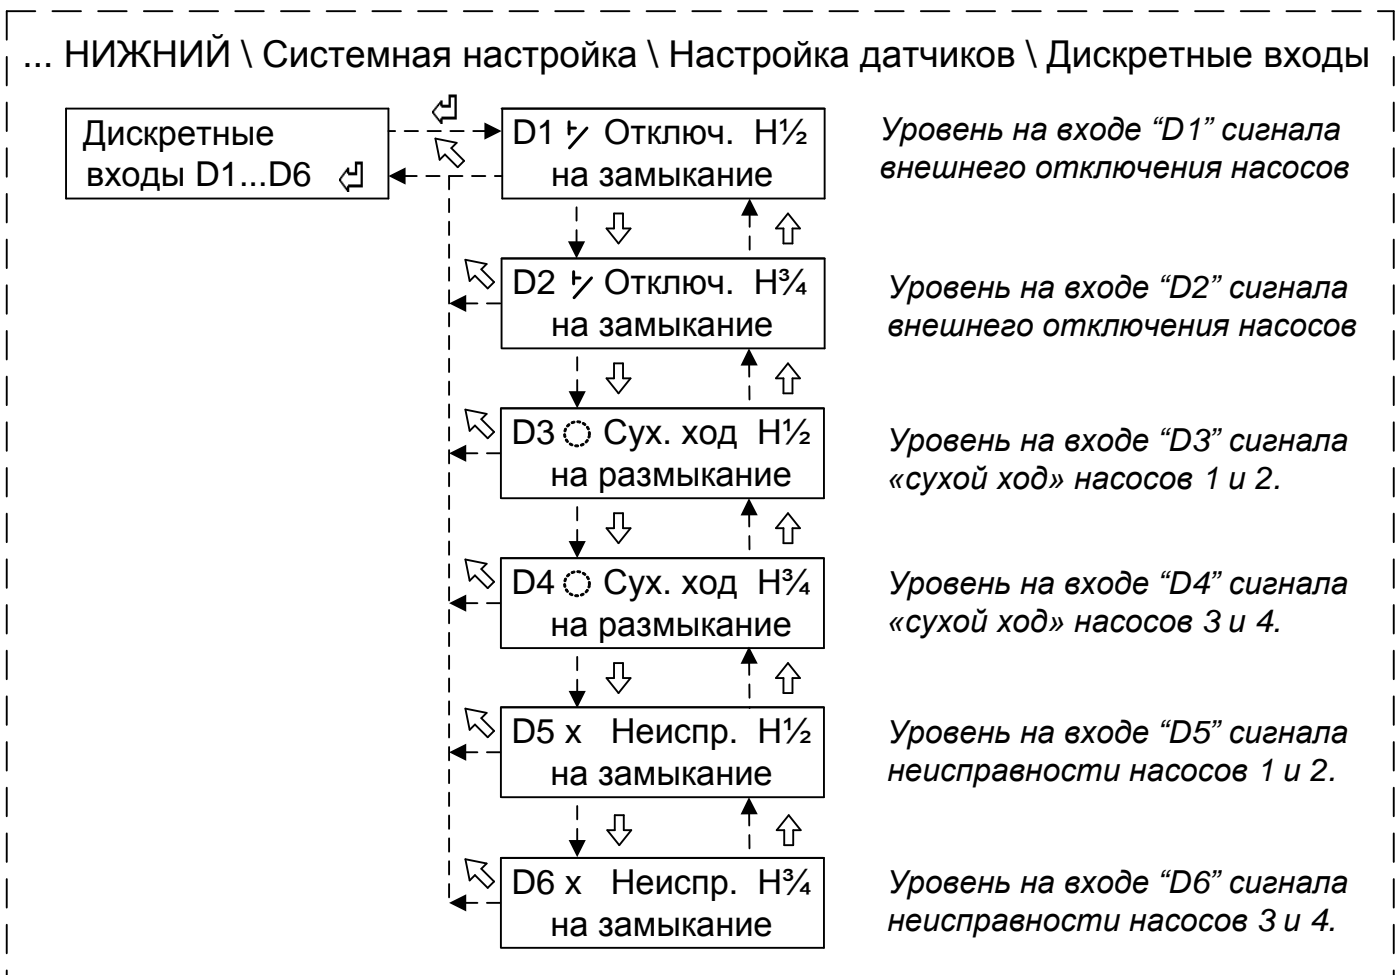 ... НИЖНИЙ \ Системная настройка \ Настройка датчиков \ Дискретные входы
Дискретные
входы D1...D6
D1 Отключ. Н½
на замыкание
Уровень на входе “D1” сигнала
внешнего отключения насосов
D2 Отключ. Н¾
на замыкание
Уровень на входе “D2” сигнала
внешнего отключения насосов
D3 Сух. ход Н½
на размыкание
Уровень на входе “D3” сигнала
«сухой ход» насосов 1 и 2.
D4 Сух. ход Н¾
на размыкание
Уровень на входе “D4” сигнала
«сухой ход» насосов 3 и 4.
D5 x Неиспр. Н½
на замыкание
Уровень на входе “D5” сигнала
неисправности насосов 1 и 2.
D6 x Неиспр. Н¾
на замыкание
Уровень на входе “D6” сигнала
неисправности насосов 3 и 4.